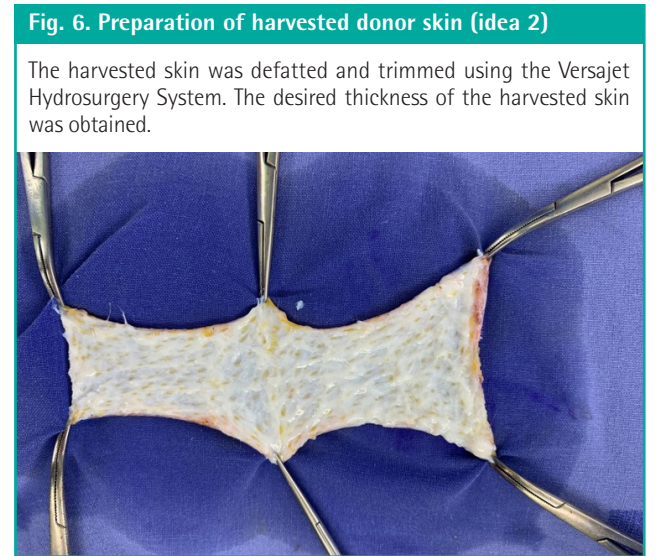 Fig. 6. Preparation of harvested donor skin (idea 2)
The harvested skin was defatted and trimmed using the Versajet
Hydrosurgery System. The desired thickness of the harvested skin
was obtained.